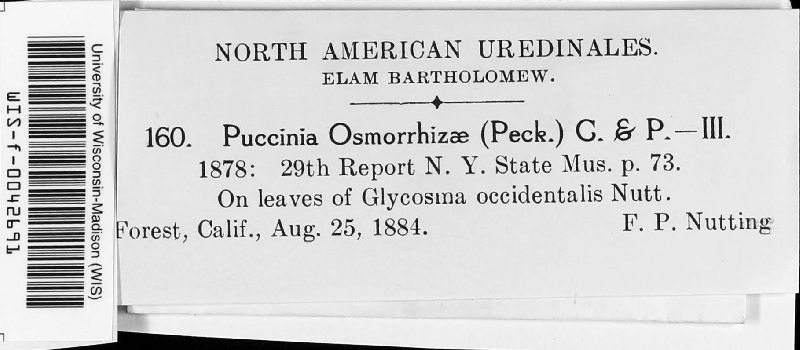 NORTH AMERICAN UREDINALES.
ELAM BARTHOLOMEW.
160. Puccinia Osmorrhizæ (Peck.) C. & P.—III.
1878: 29th Report N. Y. State Mus. p. 73.
On leaves of Glycosma occidentalis Nutt.
Forest, Calif., Aug. 25, 1884. F. P. Nutting
University of Wisconsin-Madison (WIS)
WIS-f-0042691